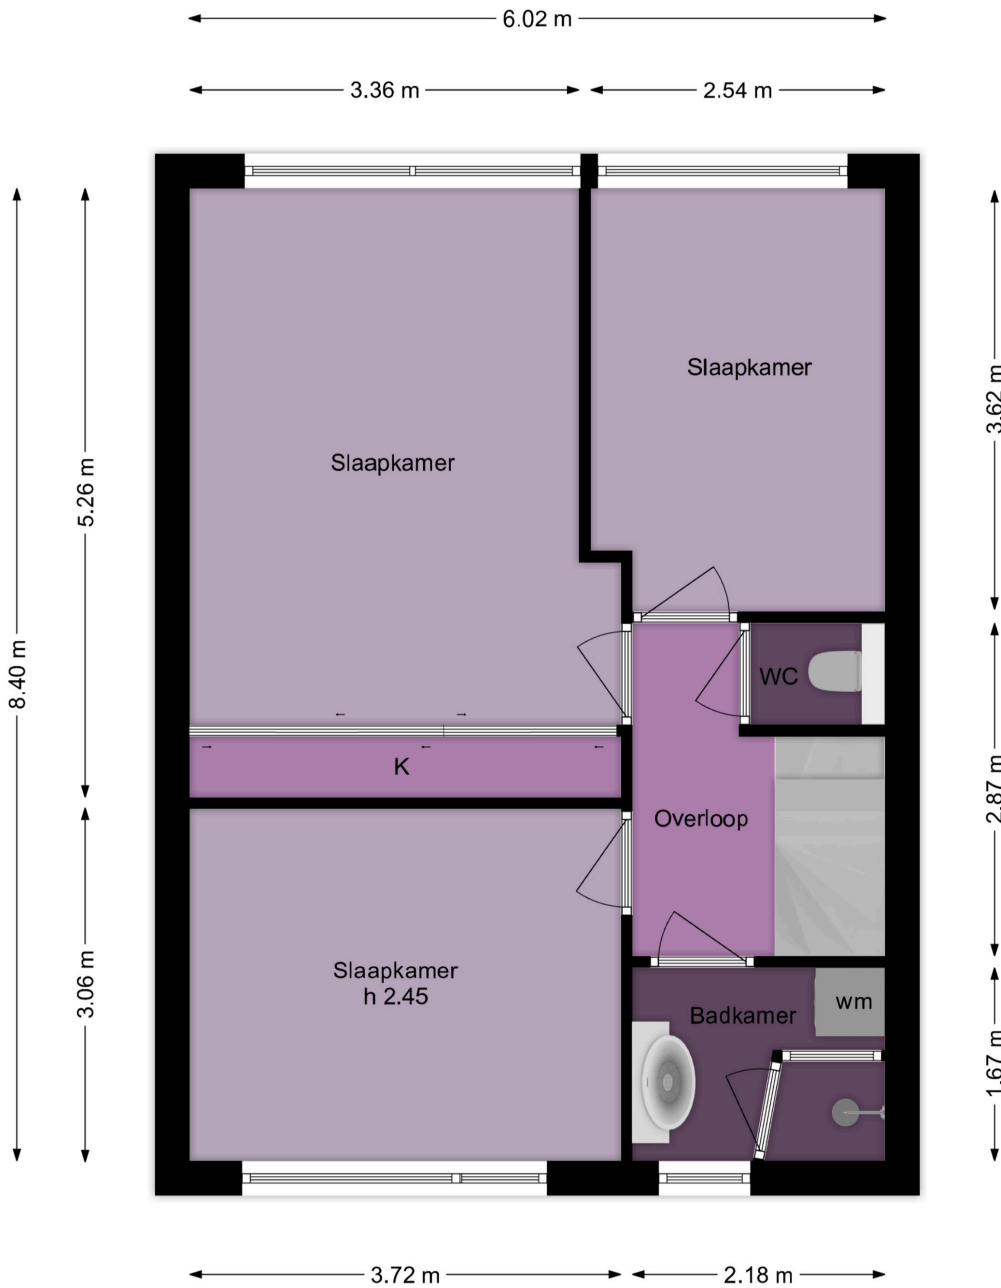 6.02 m
3.36 m
2.54 m
Slaapkamer
3.62 m
Slaapkamer
5.26 m
8.40 m
WC
K
Overloop
2.87 m
Slaapkamer
h 2.45
3.06 m
Badkamer
wm
1.67 m
3.72 m
2.18 m